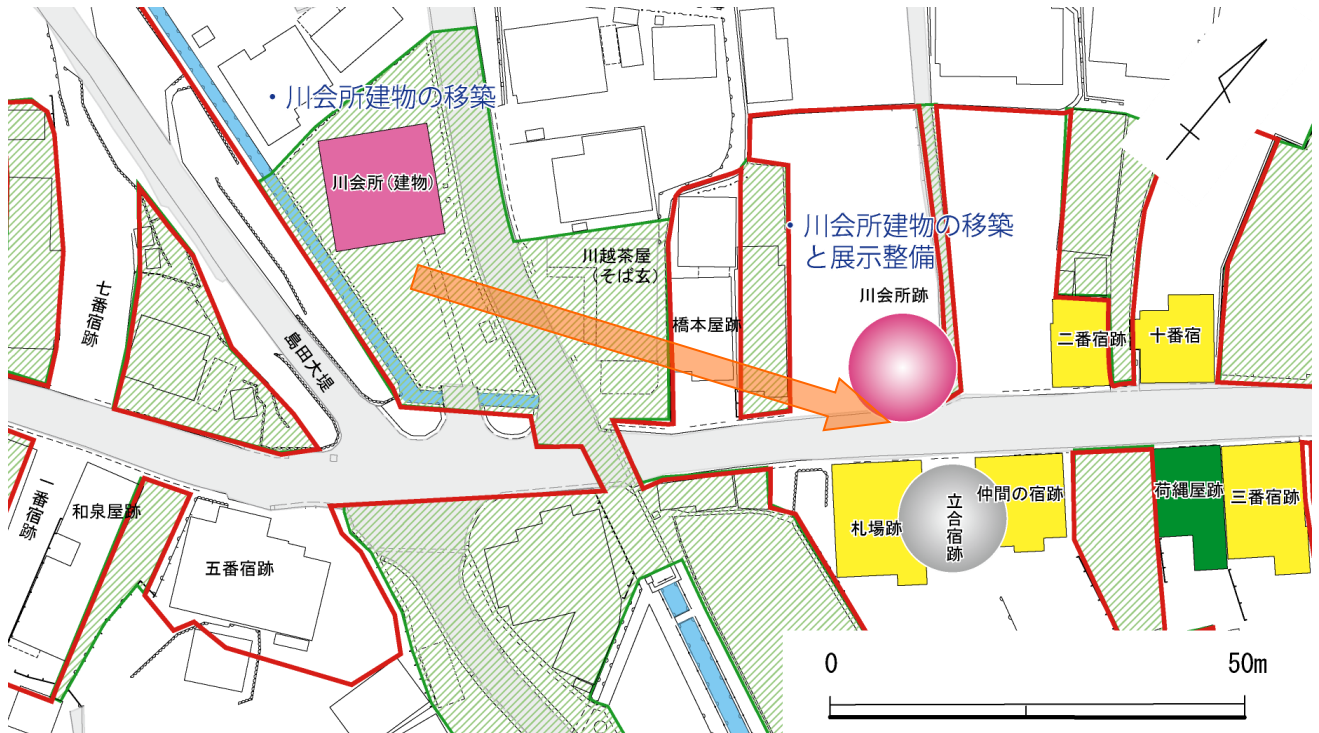 ・川会所建物の移築
川会所（建物）
・川会所建物の移築
と展示整備
川越茶屋
（そば玄）
川会所跡
橋本屋跡
二番宿跡
十番宿
七番宿跡
島田大堤
一番宿跡
和泉屋跡
五番宿跡
札場跡
立合宿跡
仲間の宿跡
荷縄屋跡
三番宿跡
0
50m